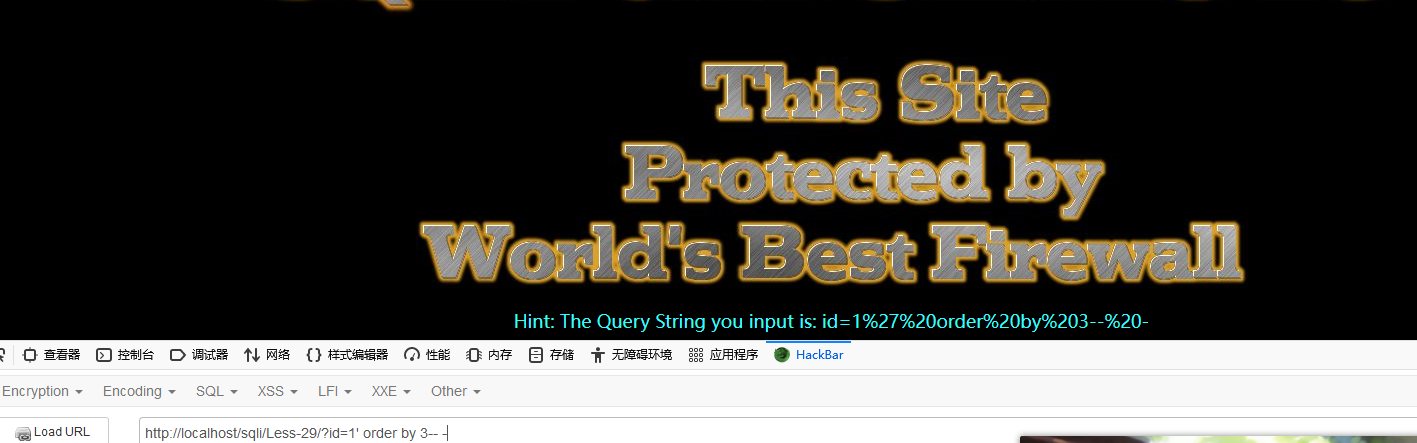 This Site
Protected by
World's Best Firewall
Hint: The Query String you input is: id=1%27%20order%20by%203--%20-
查看器 控制台 调试器 网络 样式编辑器 性能 内存 存储 无障碍环境 应用程序 HackBar
Encryption Encoding SQL XSS LFI XXE Other
Load URL http://localhost/sqli/Less-29/?id=1' order by 3-- -